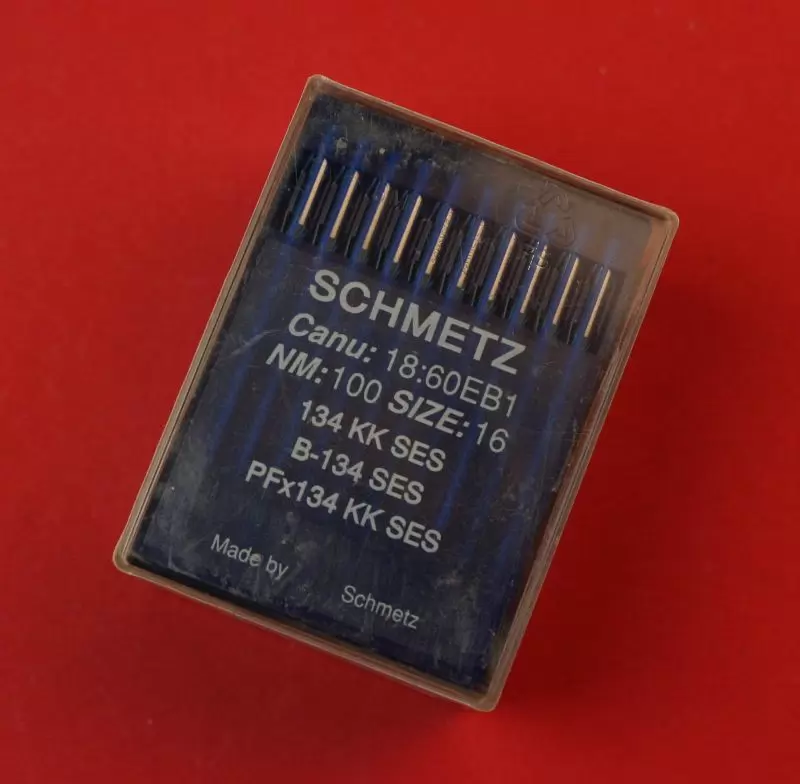 SCHMETZ
Canu: 18:60EB1
NM:100 SIZE: 16
134 KK SES
B-134 SES
PFx134 KK SES
Made by Schmetz